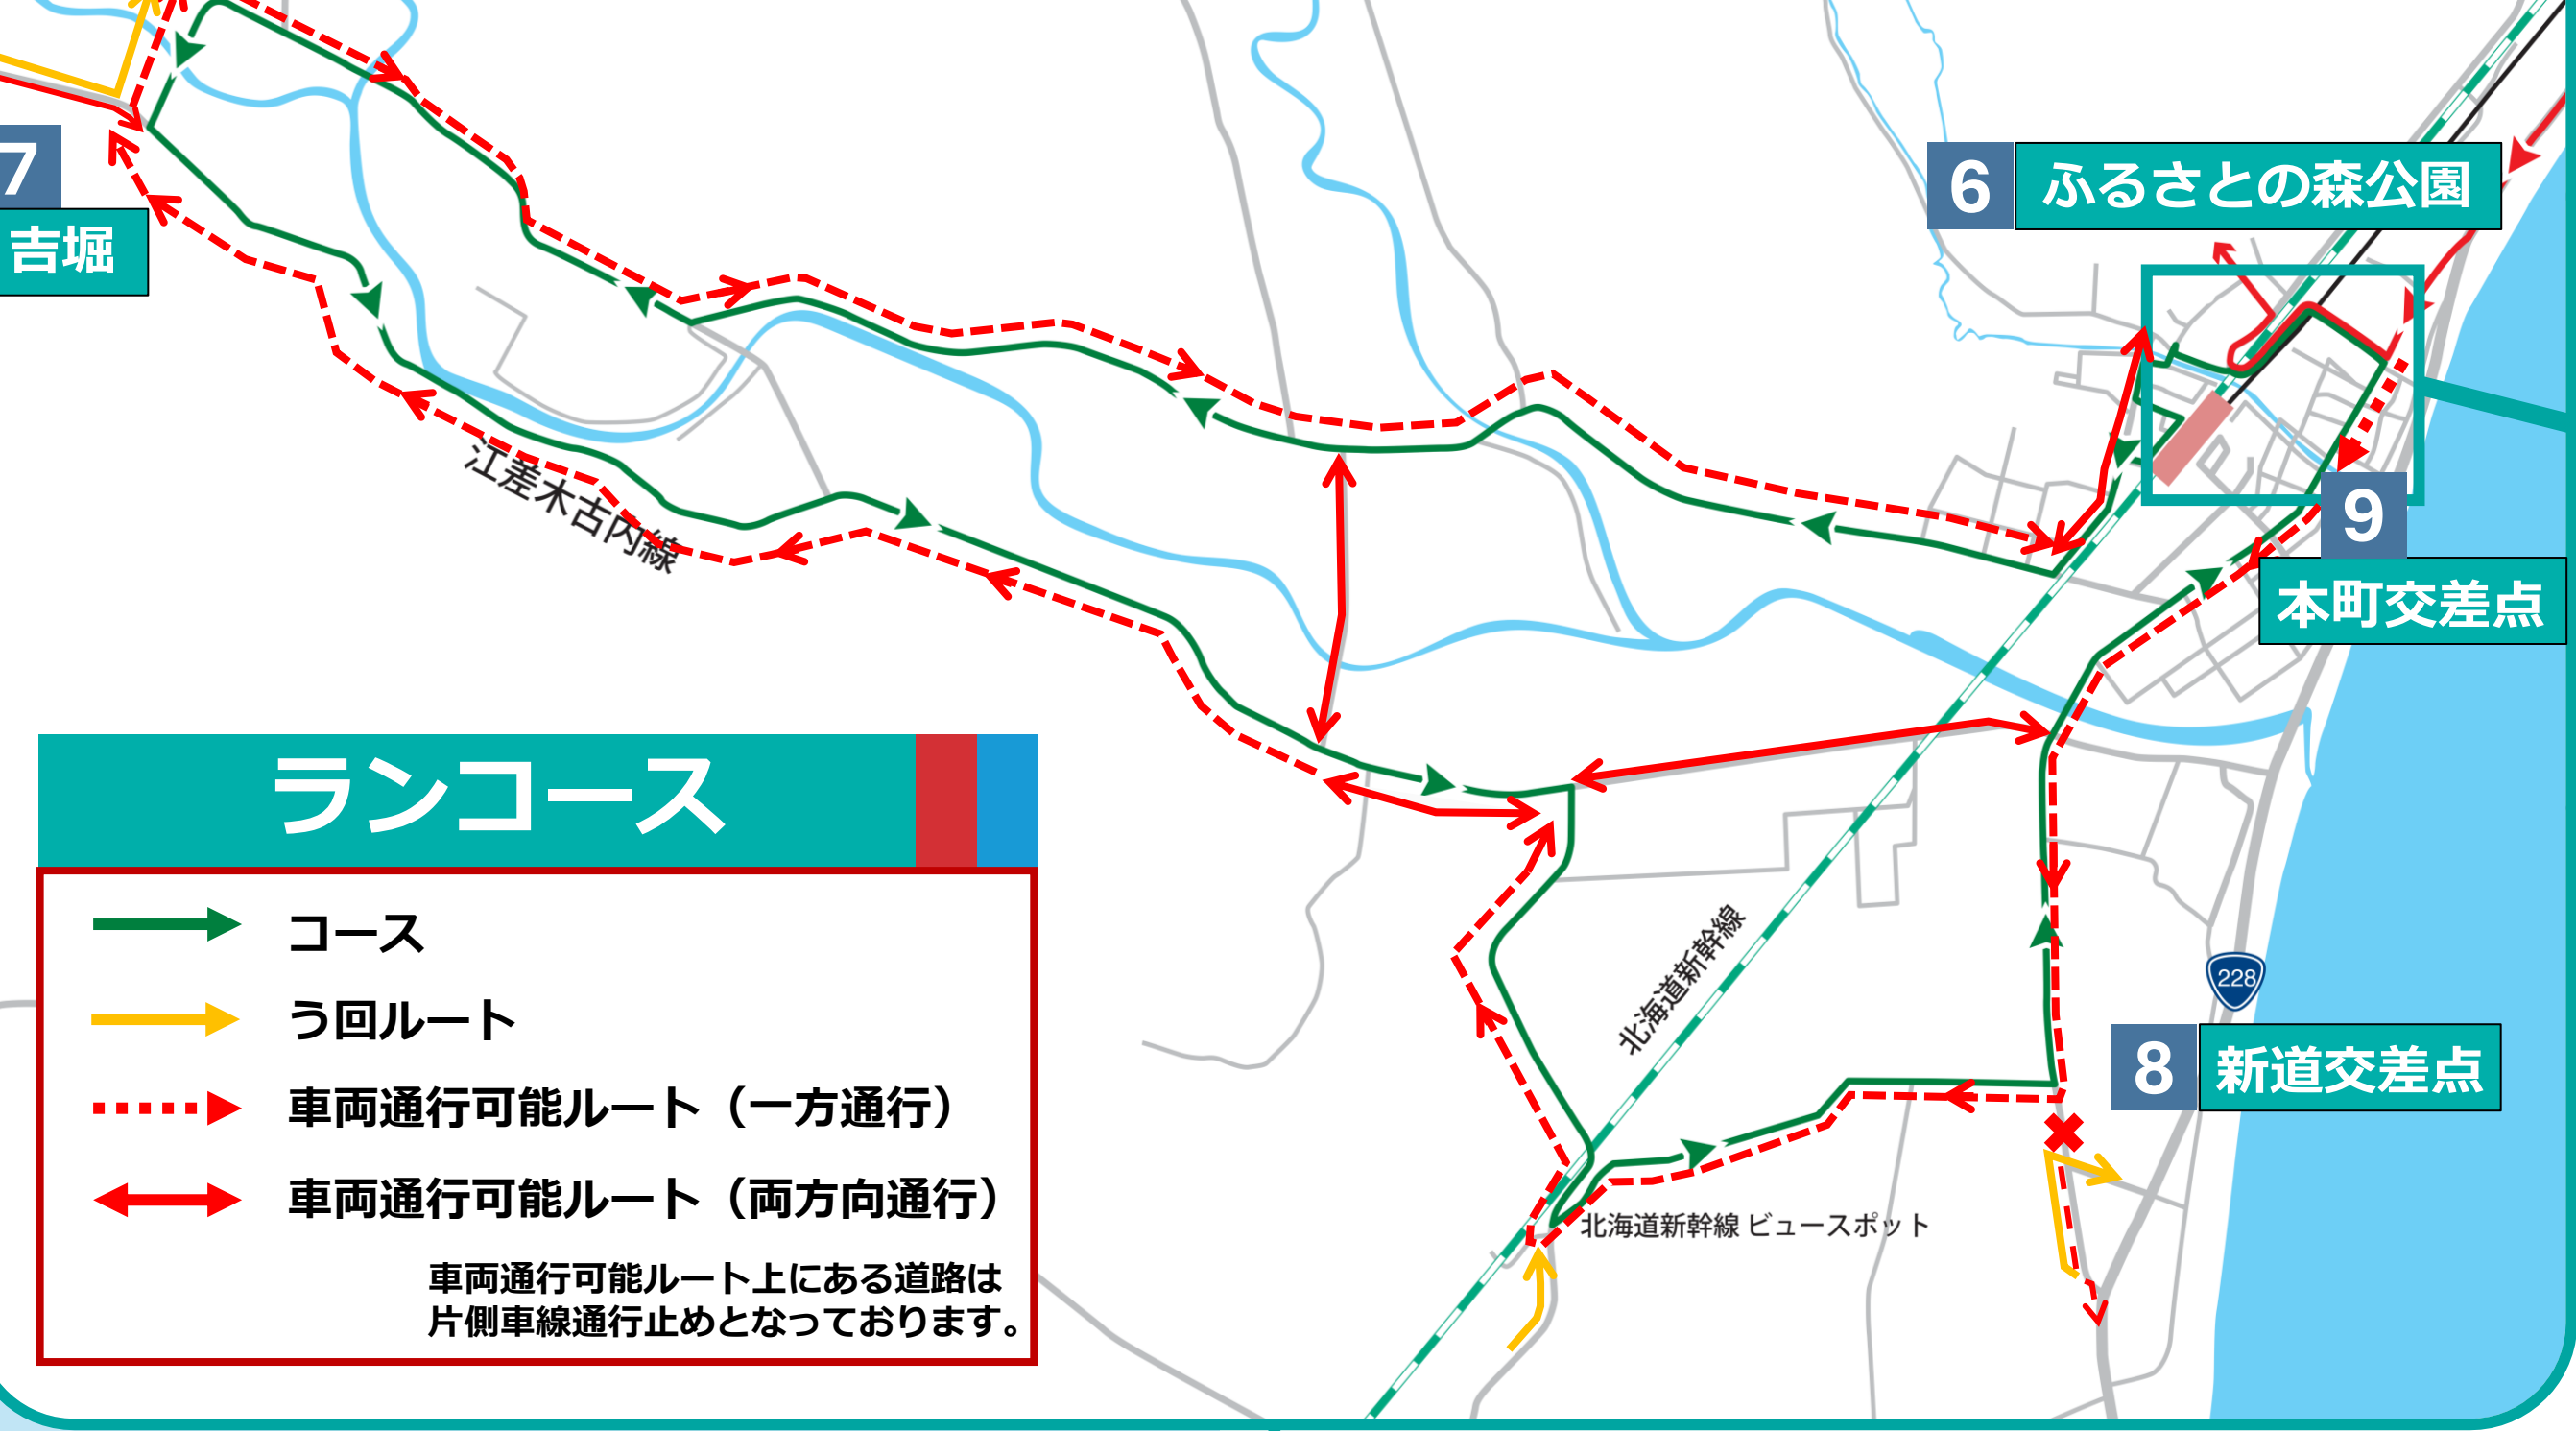 7
吉堀
6 ふるさとの森公園
9
本町交差点
江差木古内線
ランコース
コース
う回ルート
車両通行可能ルート（一方通行）
車両通行可能ルート（両方向通行）
車両通行可能ルート上にある道路は
片側車線通行止めとなっております。
北海道新幹線
228
8 新道交差点
北海道新幹線 ビュースポット